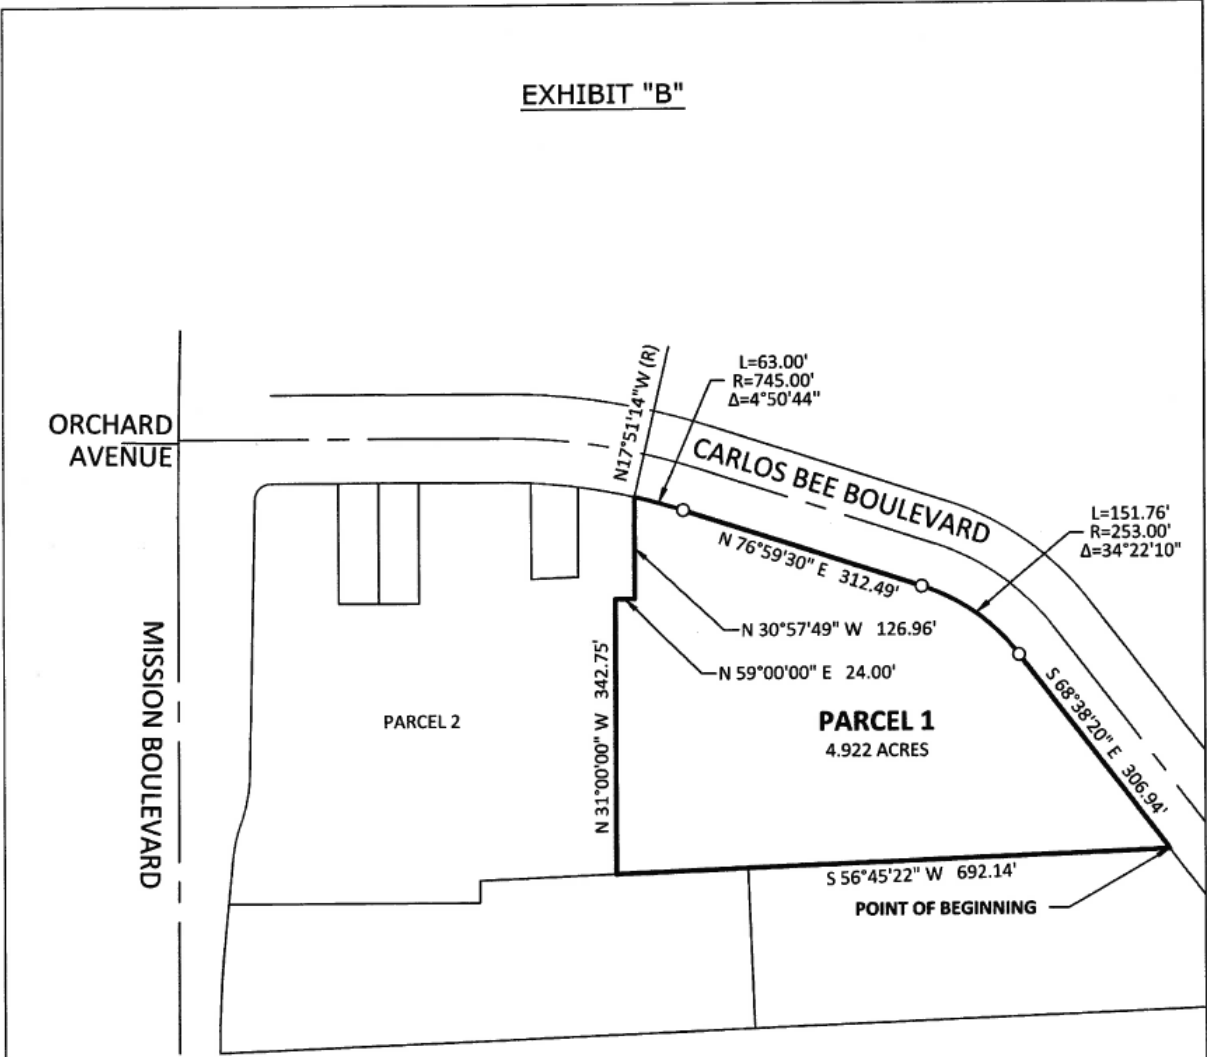 EXHIBIT "B"
N17°51'14"W (R)
L=63.00'
R=745.00'
Δ=4°50'44"
ORCHARD
AVENUE
CARLOS BEE BOULEVARD
L=151.76'
R=253.00'
Δ=34°22'10"
N 76°59'30" E 312.49'
N 30°57'49" W 126.96'
N 59°00'00" E 24.00'
MISSION BOULEVARD
N 31°00'00" W 342.75'
S 68°38'20" E 306.94'
PARCEL 2
PARCEL 1
4.922 ACRES
S 56°45'22" W 692.14'
POINT OF BEGINNING